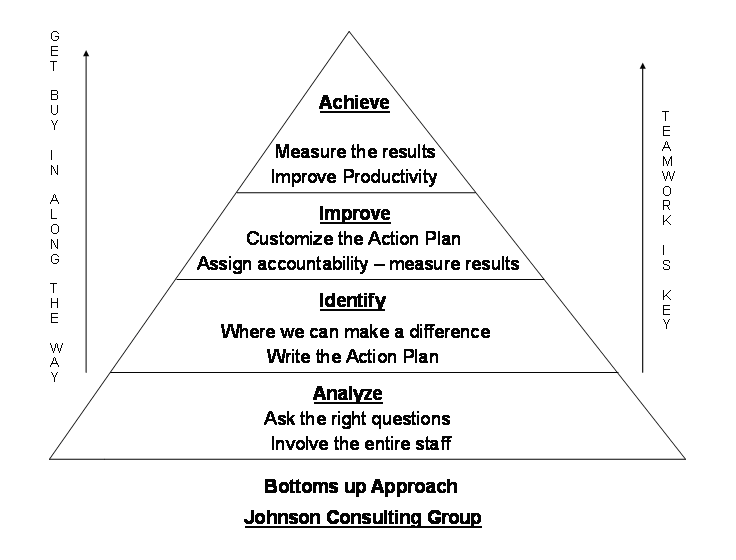 GET BUY IN ALONG THE WAY
Achieve
Measure the results
Improve Productivity
Improve
Customize the Action Plan
Assign accountability – measure results
Identify
Where we can make a difference
Write the Action Plan
Analyze
Ask the right questions
Involve the entire staff
TEAMWORK IS KEY
Bottoms up Approach
Johnson Consulting Group